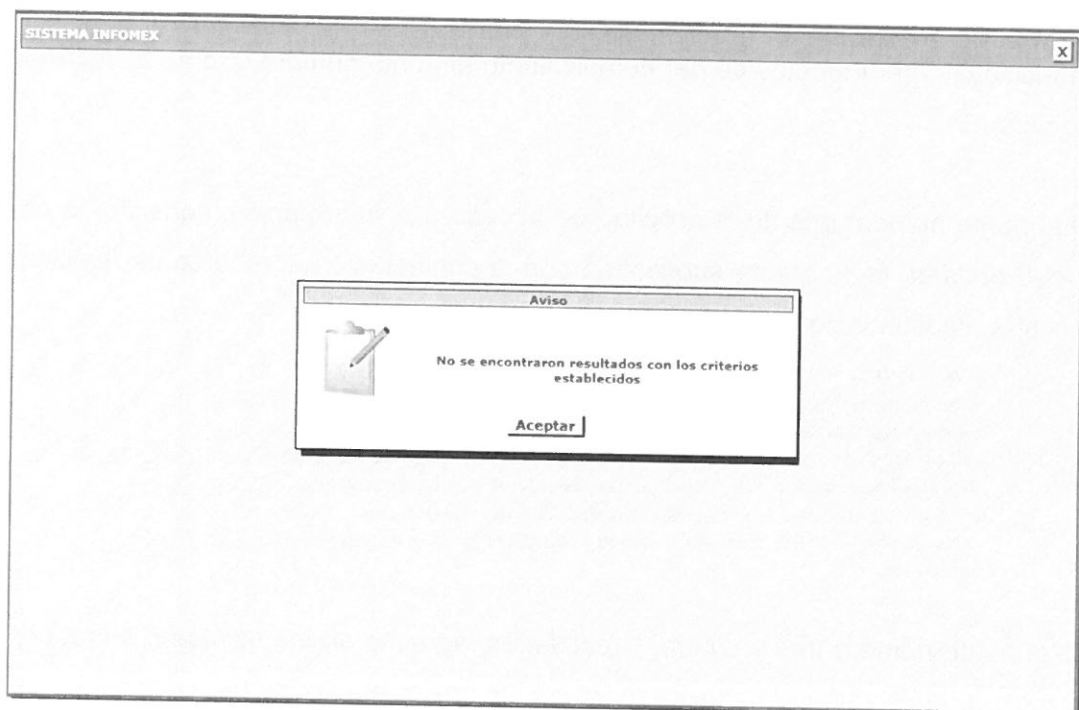 SISTEMA INFOMEX
X
Aviso
No se encontraron resultados con los criterios
establecidos
Aceptar